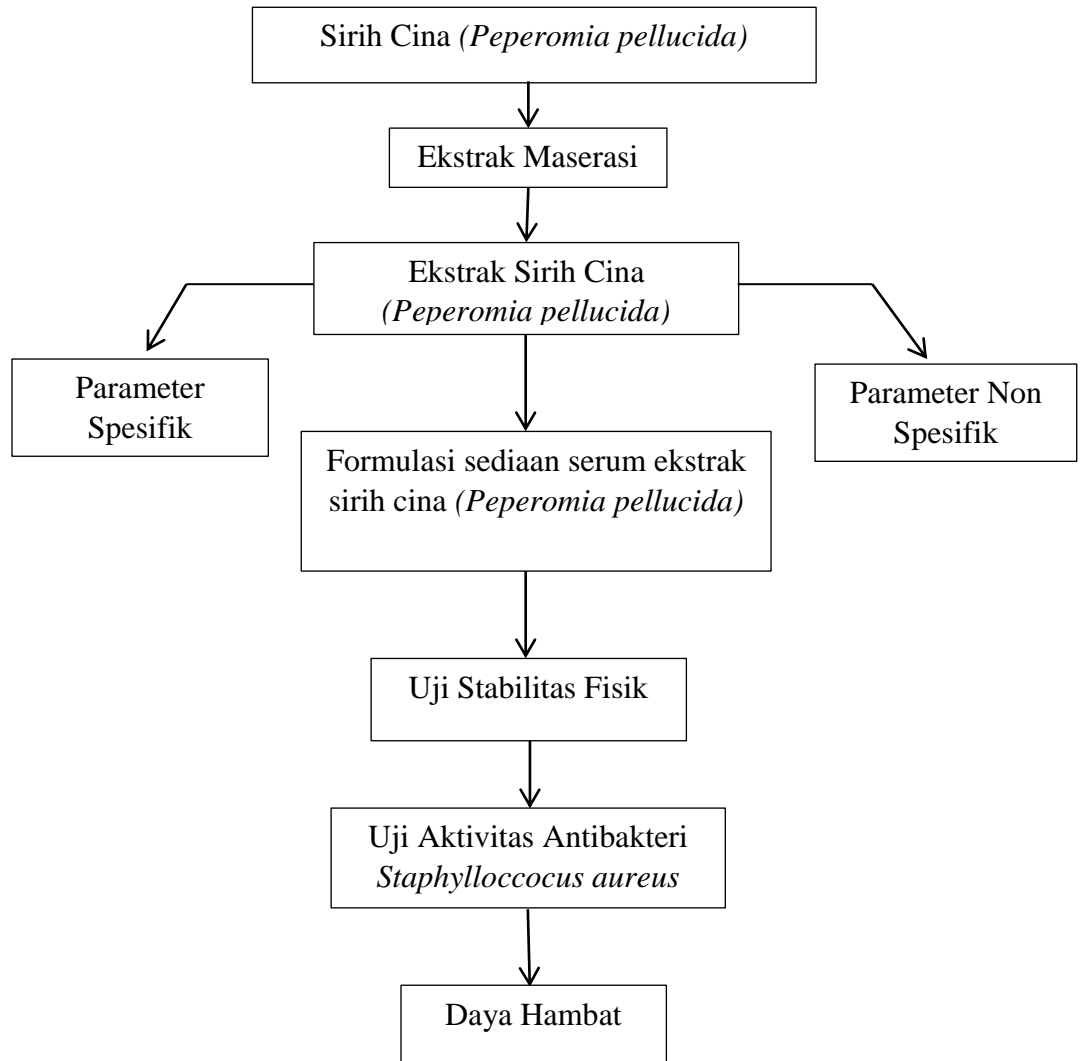 Sirih Cina (Peperomia pellucida)
Ekstrak Maserasi
Ekstrak Sirih Cina
(Peperomia pellucida)
Parameter
Spesifik
Parameter Non
Spesifik
Formulasi sediaan serum ekstrak
sirih cina (Peperomia pellucida)
Uji Stabilitas Fisik
Uji Aktivitas Antibakteri
Staphylloccocus aureus
Daya Hambat